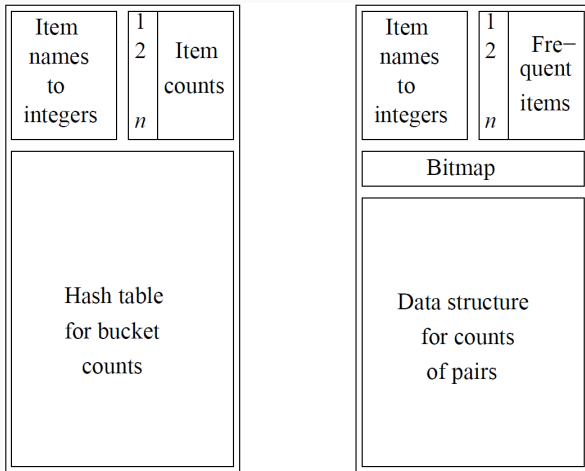 Item
names
to
integers
1
2
n
Item
counts
Hash table
for bucket
counts
Item
names
to
integers
1
2
n
Fre−
quent
items
Bitmap
Data structure
for counts
of pairs